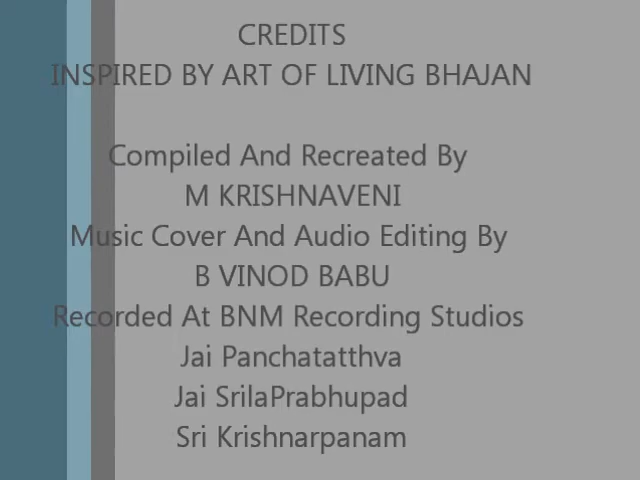 CREDITS
INSPIRED BY ART OF LIVING BHAJAN
Compiled And Recreated By
M KRISHNAVENI
Music Cover And Audio Editing By
B VINOD BABU
Recorded At BNM Recording Studios
Jai Panchatatthva
Jai SrilaPrabhupad
Sri Krishnarpanam